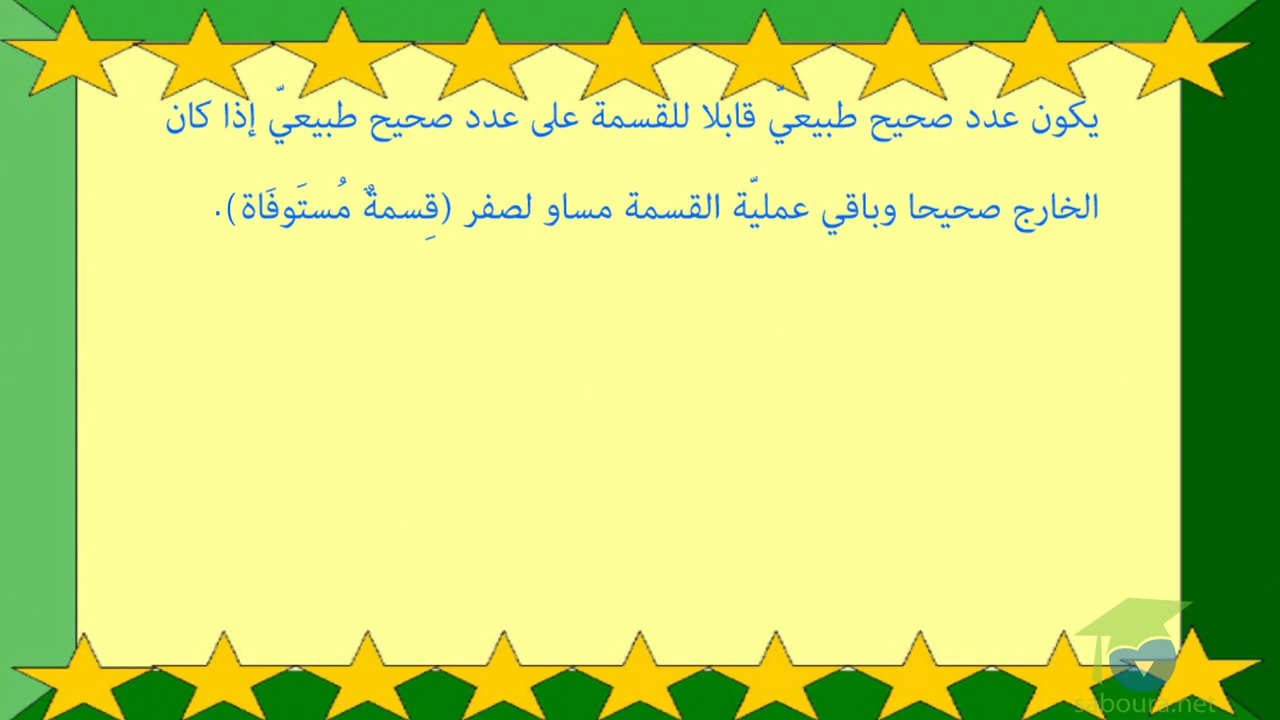 يكون عدد صحيح طبيعيّ قابلا للقسمة على عدد صحيح طبيعيّ إذا كان
الخارج صحيحا وباقي عمليّة القسمة مساو لصفر (قِسمةٌ مُستَوفَاة).
saboura.net